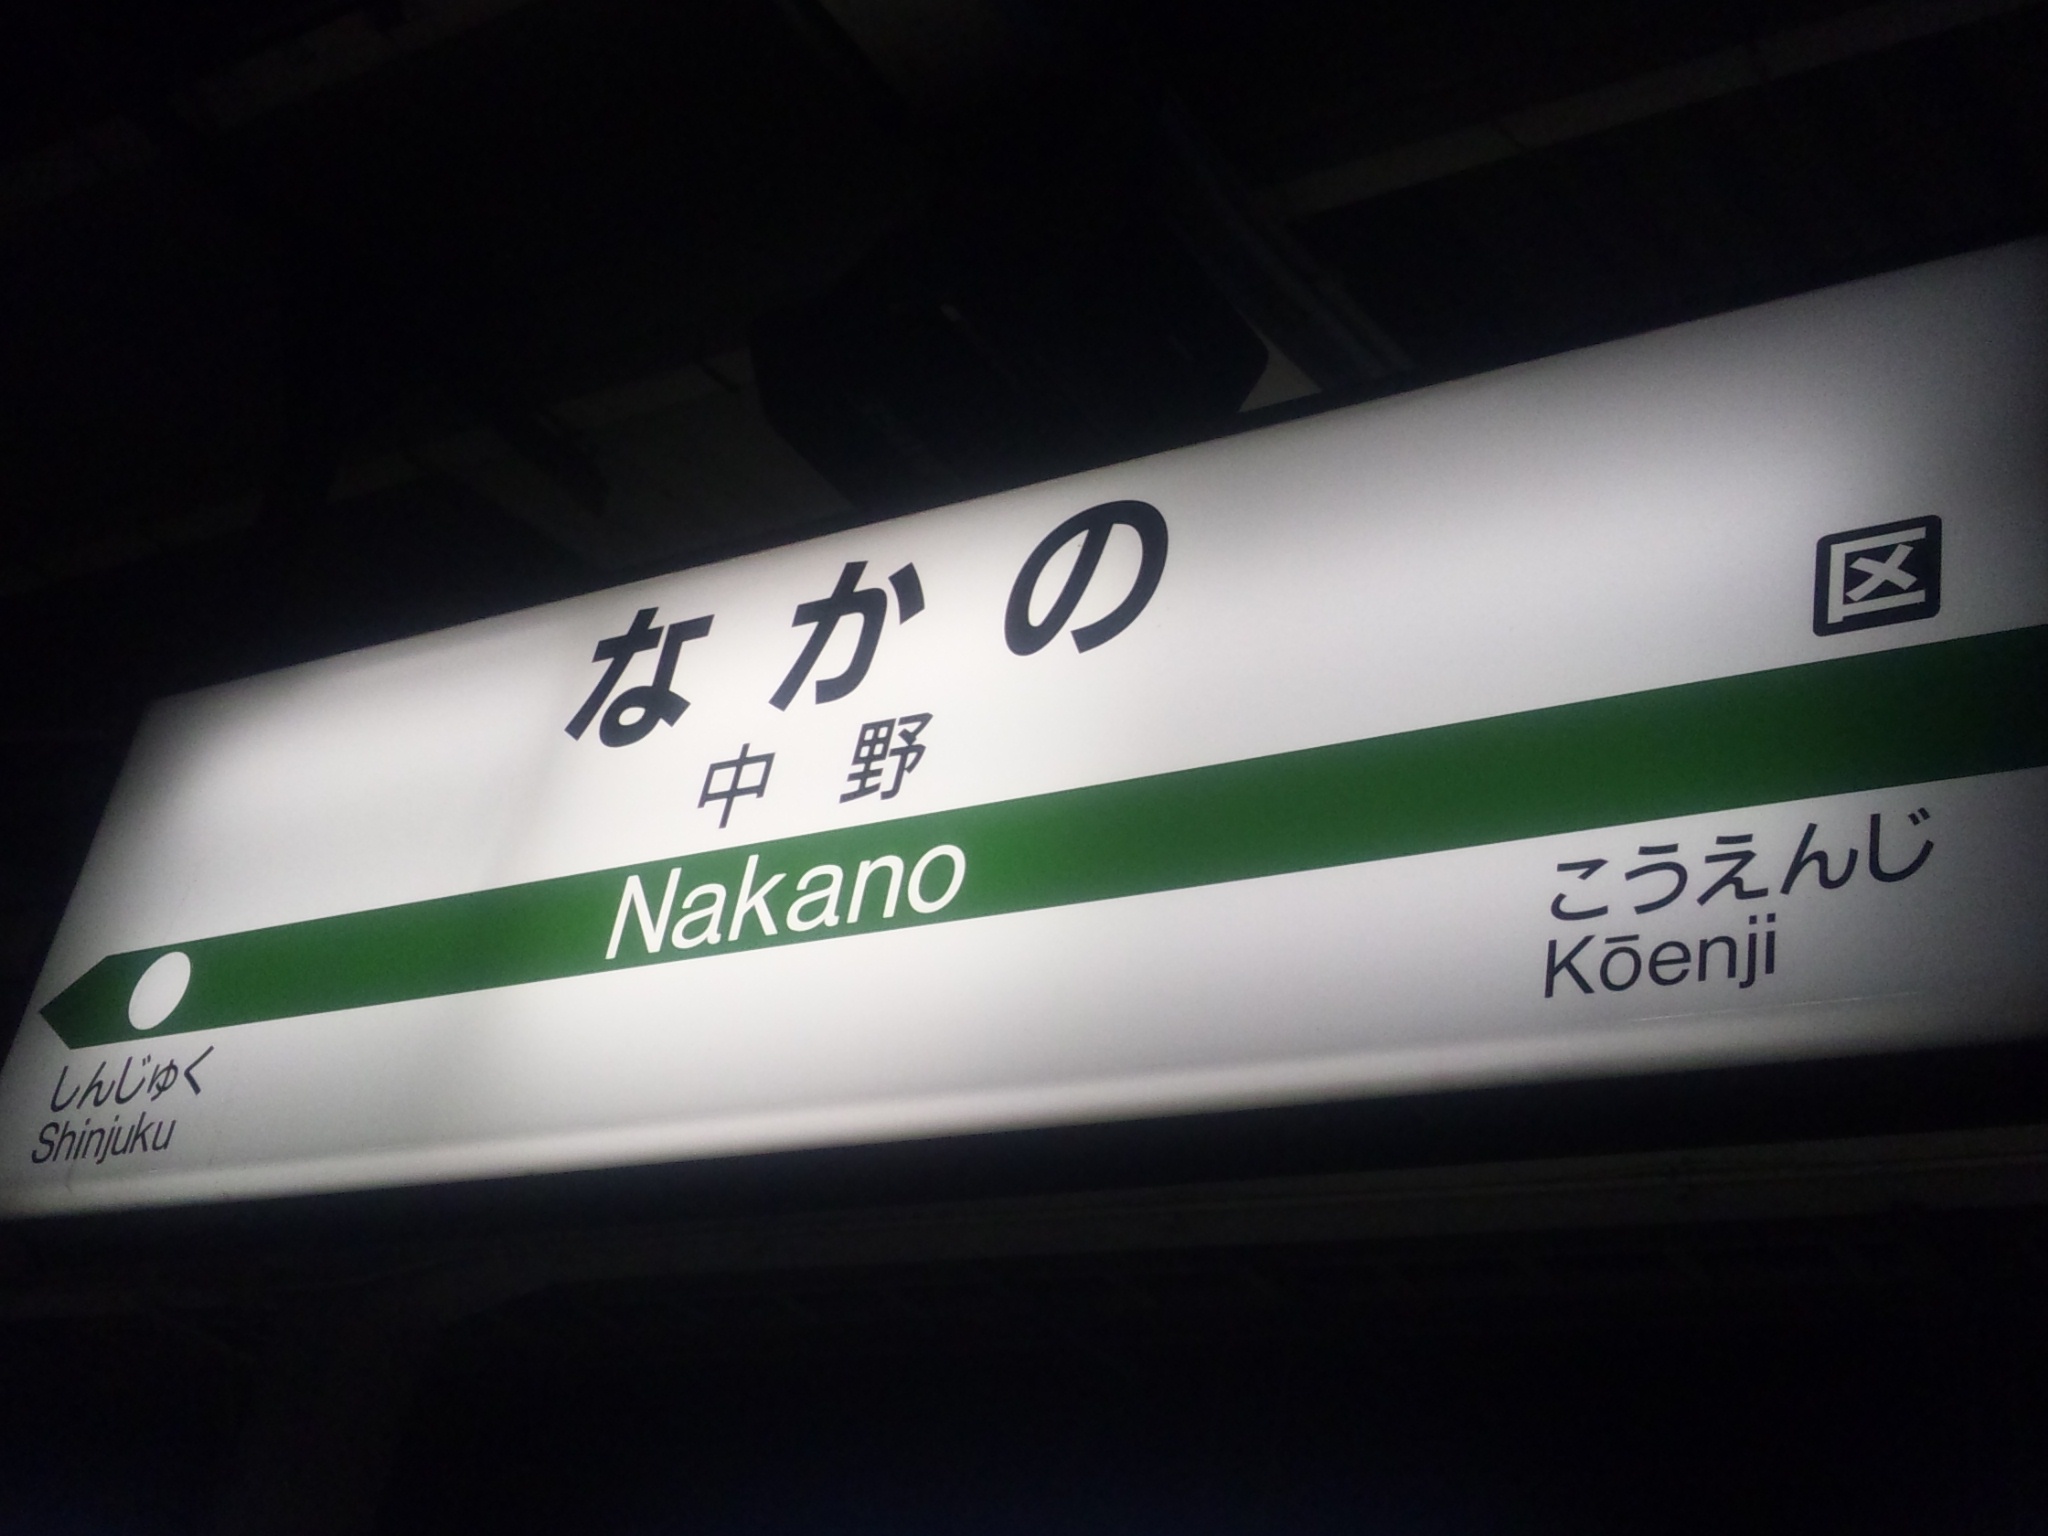 なかの
区
中野
Nakano
こうえんじ
Kōenji
しんじゅく
Shinjuku